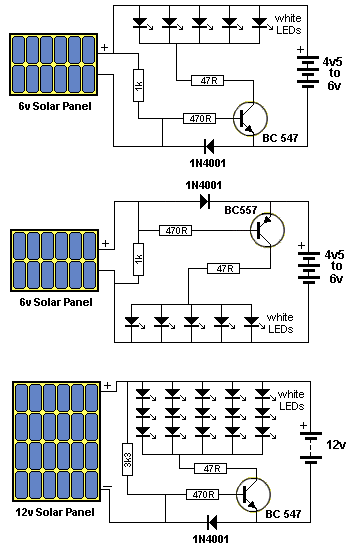 white
LEDs
+
+
47R
1k
4v5
to
6v
470R
6v Solar Panel
BC 547
1N4001
1N4001
BC557
+
470R
+
1k
47R
4v5
to
6v
6v Solar Panel
white
LEDs
+
white
LEDs
+
12v
3k3
47R
470R
–
12v Solar Panel
BC 547
1N4001